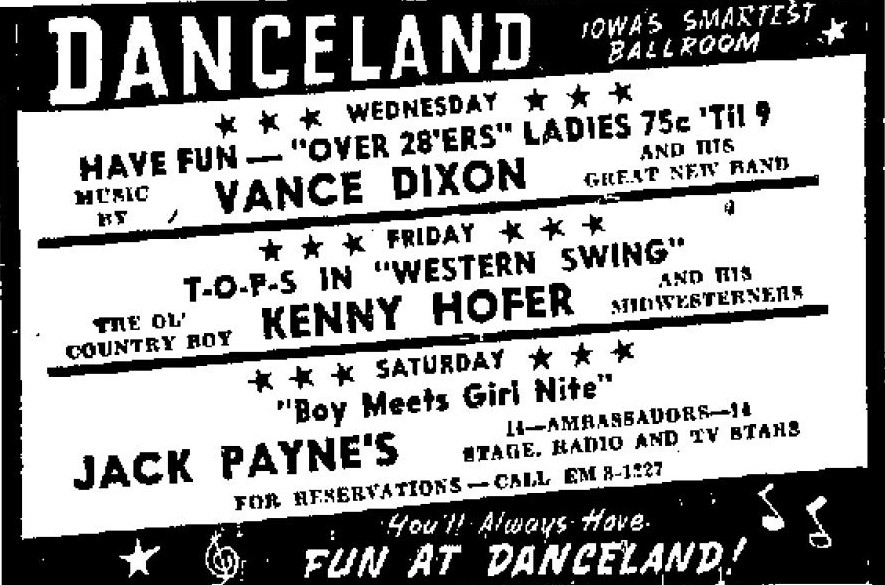 DANCELAND
IOWA'S SMARTEST
BALLROOM
WEDNESDAY
HAVE FUN — "OVER 28'ERS" LADIES 75c 'Til 9
MUSIC
BY
VANCE DIXON
AND HIS
GREAT NEW BAND
FRIDAY
T-O-P-S IN "WESTERN SWING"
THE OL'
COUNTRY BOY
KENNY HOFER
AND HIS
MIDWESTERNERS
SATURDAY
"Boy Meets Girl Nite"
JACK PAYNE'S
14—AMBASSADORS—14
STAGE, RADIO AND TV STARS
FOR RESERVATIONS — CALL EM 8-1227
You'll Always Have
FUN AT DANCELAND!